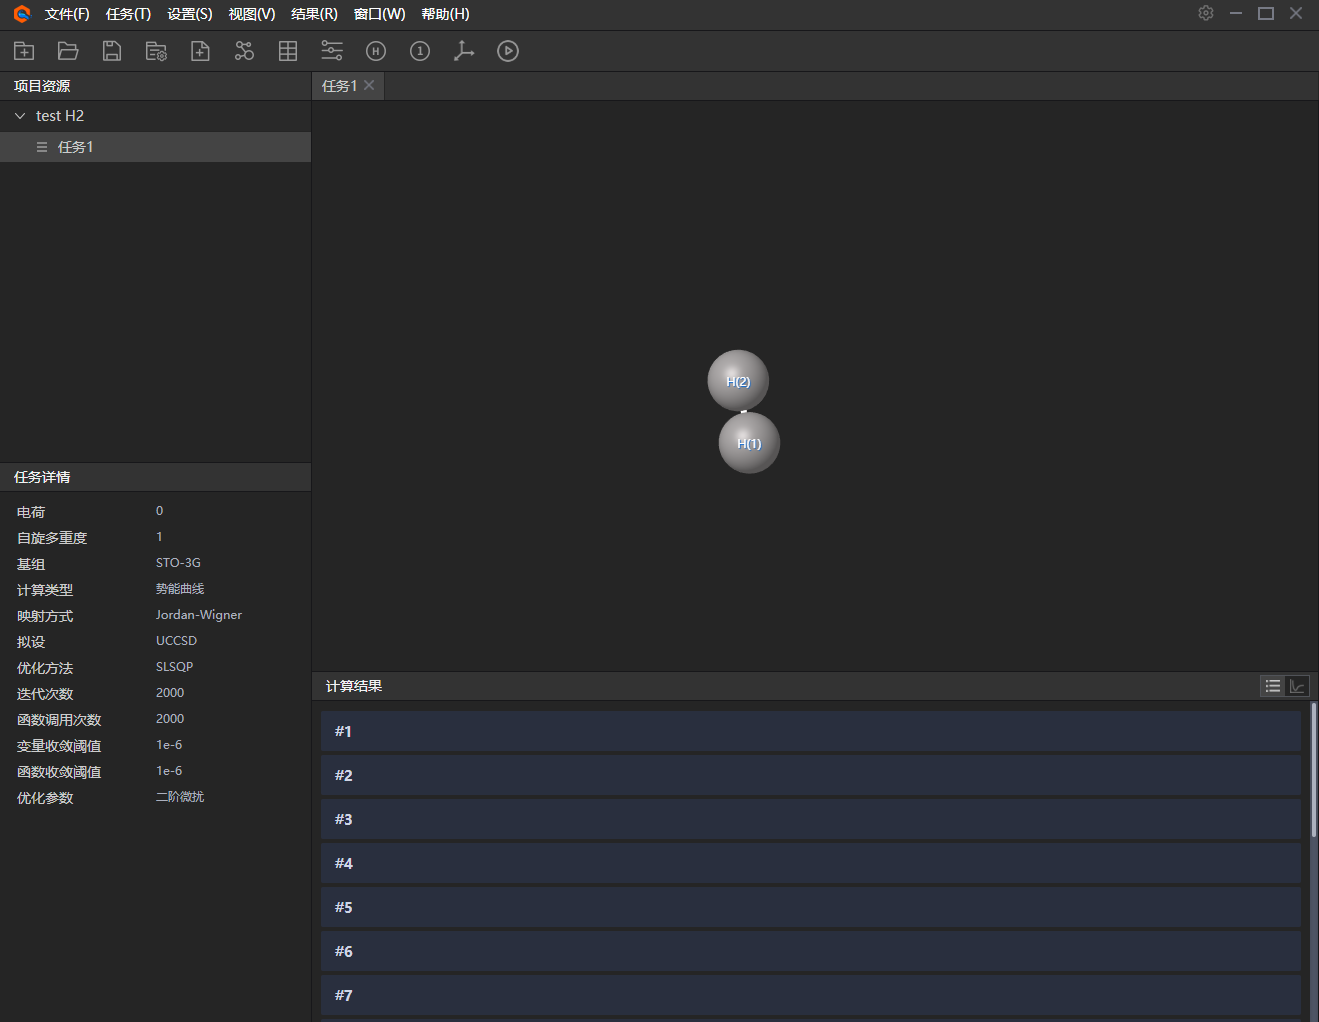 文件(F) 任务(T) 设置(S) 视图(V) 结果(R) 窗口(W) 帮助(H)
H 1
项目资源
任务1
test H2
任务1
H(2)
H(1)
任务详情
电荷 0
自旋多重度 1
基组 STO-3G
计算类型 势能曲线
映射方式 Jordan-Wigner
拟设 UCCSD
优化方法 SLSQP
迭代次数 2000
函数调用次数 2000
变量收敛阈值 1e-6
函数收敛阈值 1e-6
优化参数 二阶微扰
计算结果
#1
#2
#3
#4
#5
#6
#7